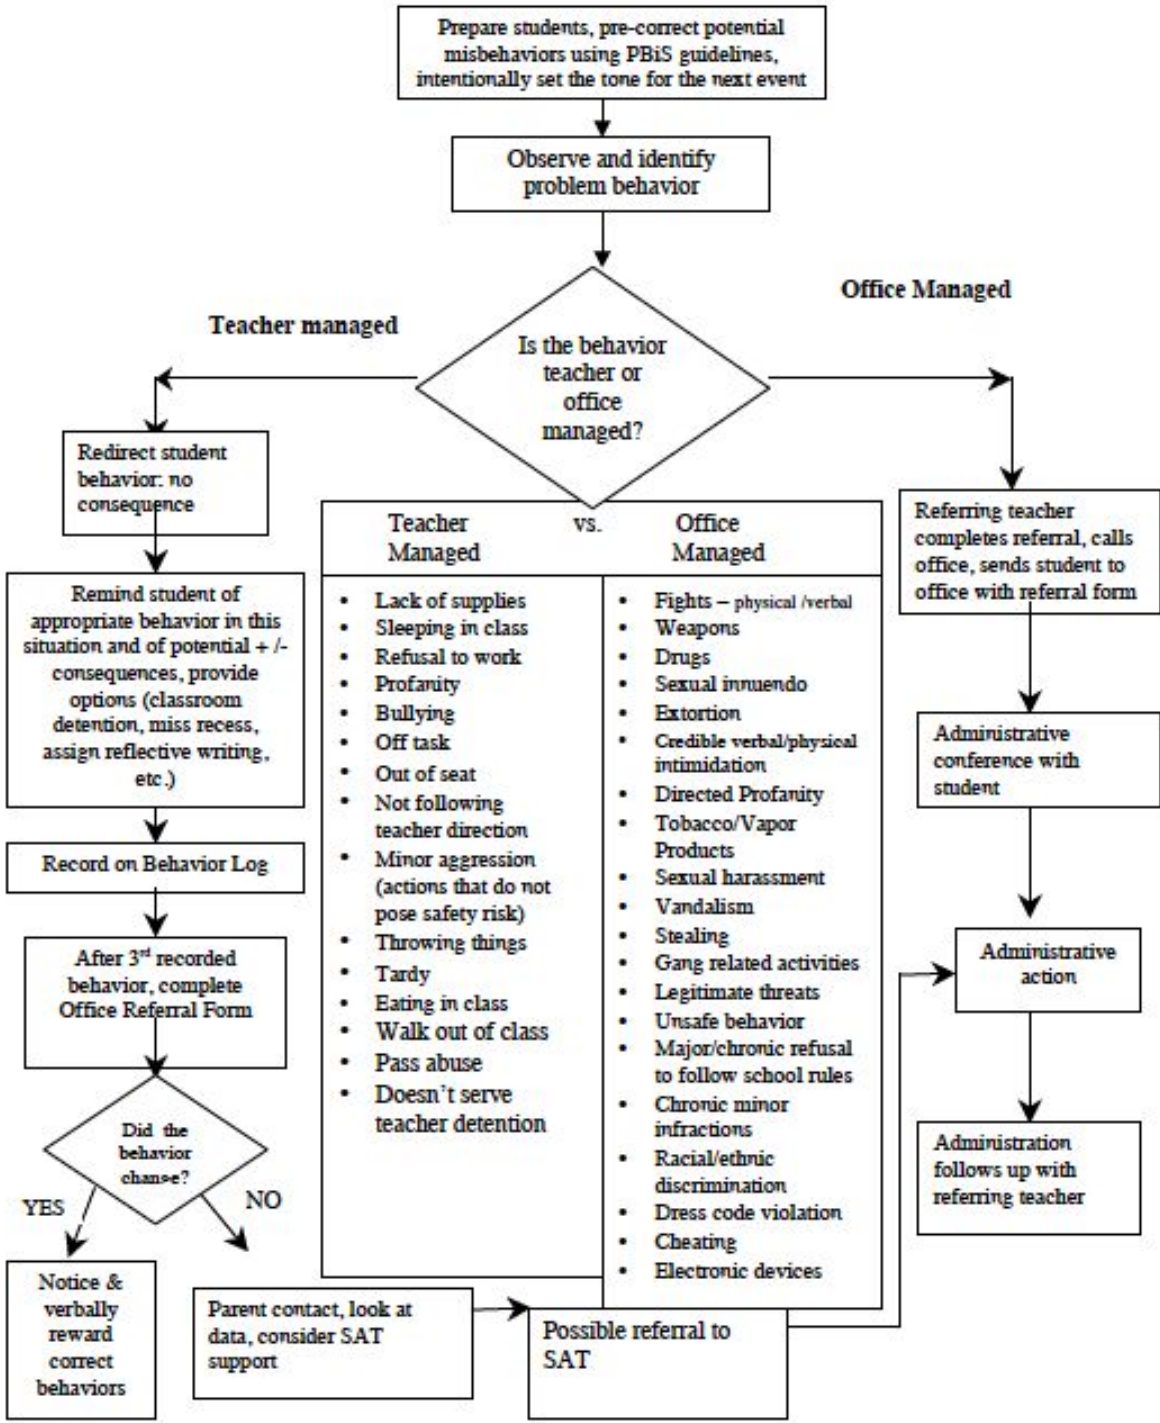 Prepare students, pre-correct potential
misbehaviors using PBiS guidelines,
intentionally set the tone for the next event
Observe and identify
problem behavior
Office Managed
Teacher managed
Is the behavior
teacher or
office
managed?
Redirect student
behavior: no
consequence
Remind student of
appropriate behavior in this
situation and of potential + /-
consequences, provide
options (classroom
detention, miss recess,
assign reflective writing,
etc.)
Record on Behavior Log
After 3rd recorded
behavior, complete
Office Referral Form
Did the
behavior
change?
YES
NO
Notice &
verbally
reward
correct
behaviors
Parent contact, look at
data, consider SAT
support
Possible referral to
SAT
Teacher vs. Office
Managed Managed
• Lack of supplies
• Sleeping in class
• Refusal to work
• Profanity
• Bullying
• Off task
• Out of seat
• Not following
teacher direction
• Minor aggression
(actions that do not
pose safety risk)
• Throwing things
• Tardy
• Eating in class
• Walk out of class
• Pass abuse
• Doesn't serve
teacher detention
• Fights – physical /verbal
• Weapons
• Drugs
• Sexual innuendo
• Extortion
• Credible verbal/physical
intimidation
• Directed Profanity
• Tobacco/Vapor
Products
• Sexual harassment
• Vandalism
• Stealing
• Gang related activities
• Legitimate threats
• Unsafe behavior
• Major/chronic refusal
to follow school rules
• Chronic minor
infractions
• Racial/ethnic
discrimination
• Dress code violation
• Cheating
• Electronic devices
Referring teacher
completes referral, calls
office, sends student to
office with referral form
Administrative
conference with
student
Administrative
action
Administration
follows up with
referring teacher